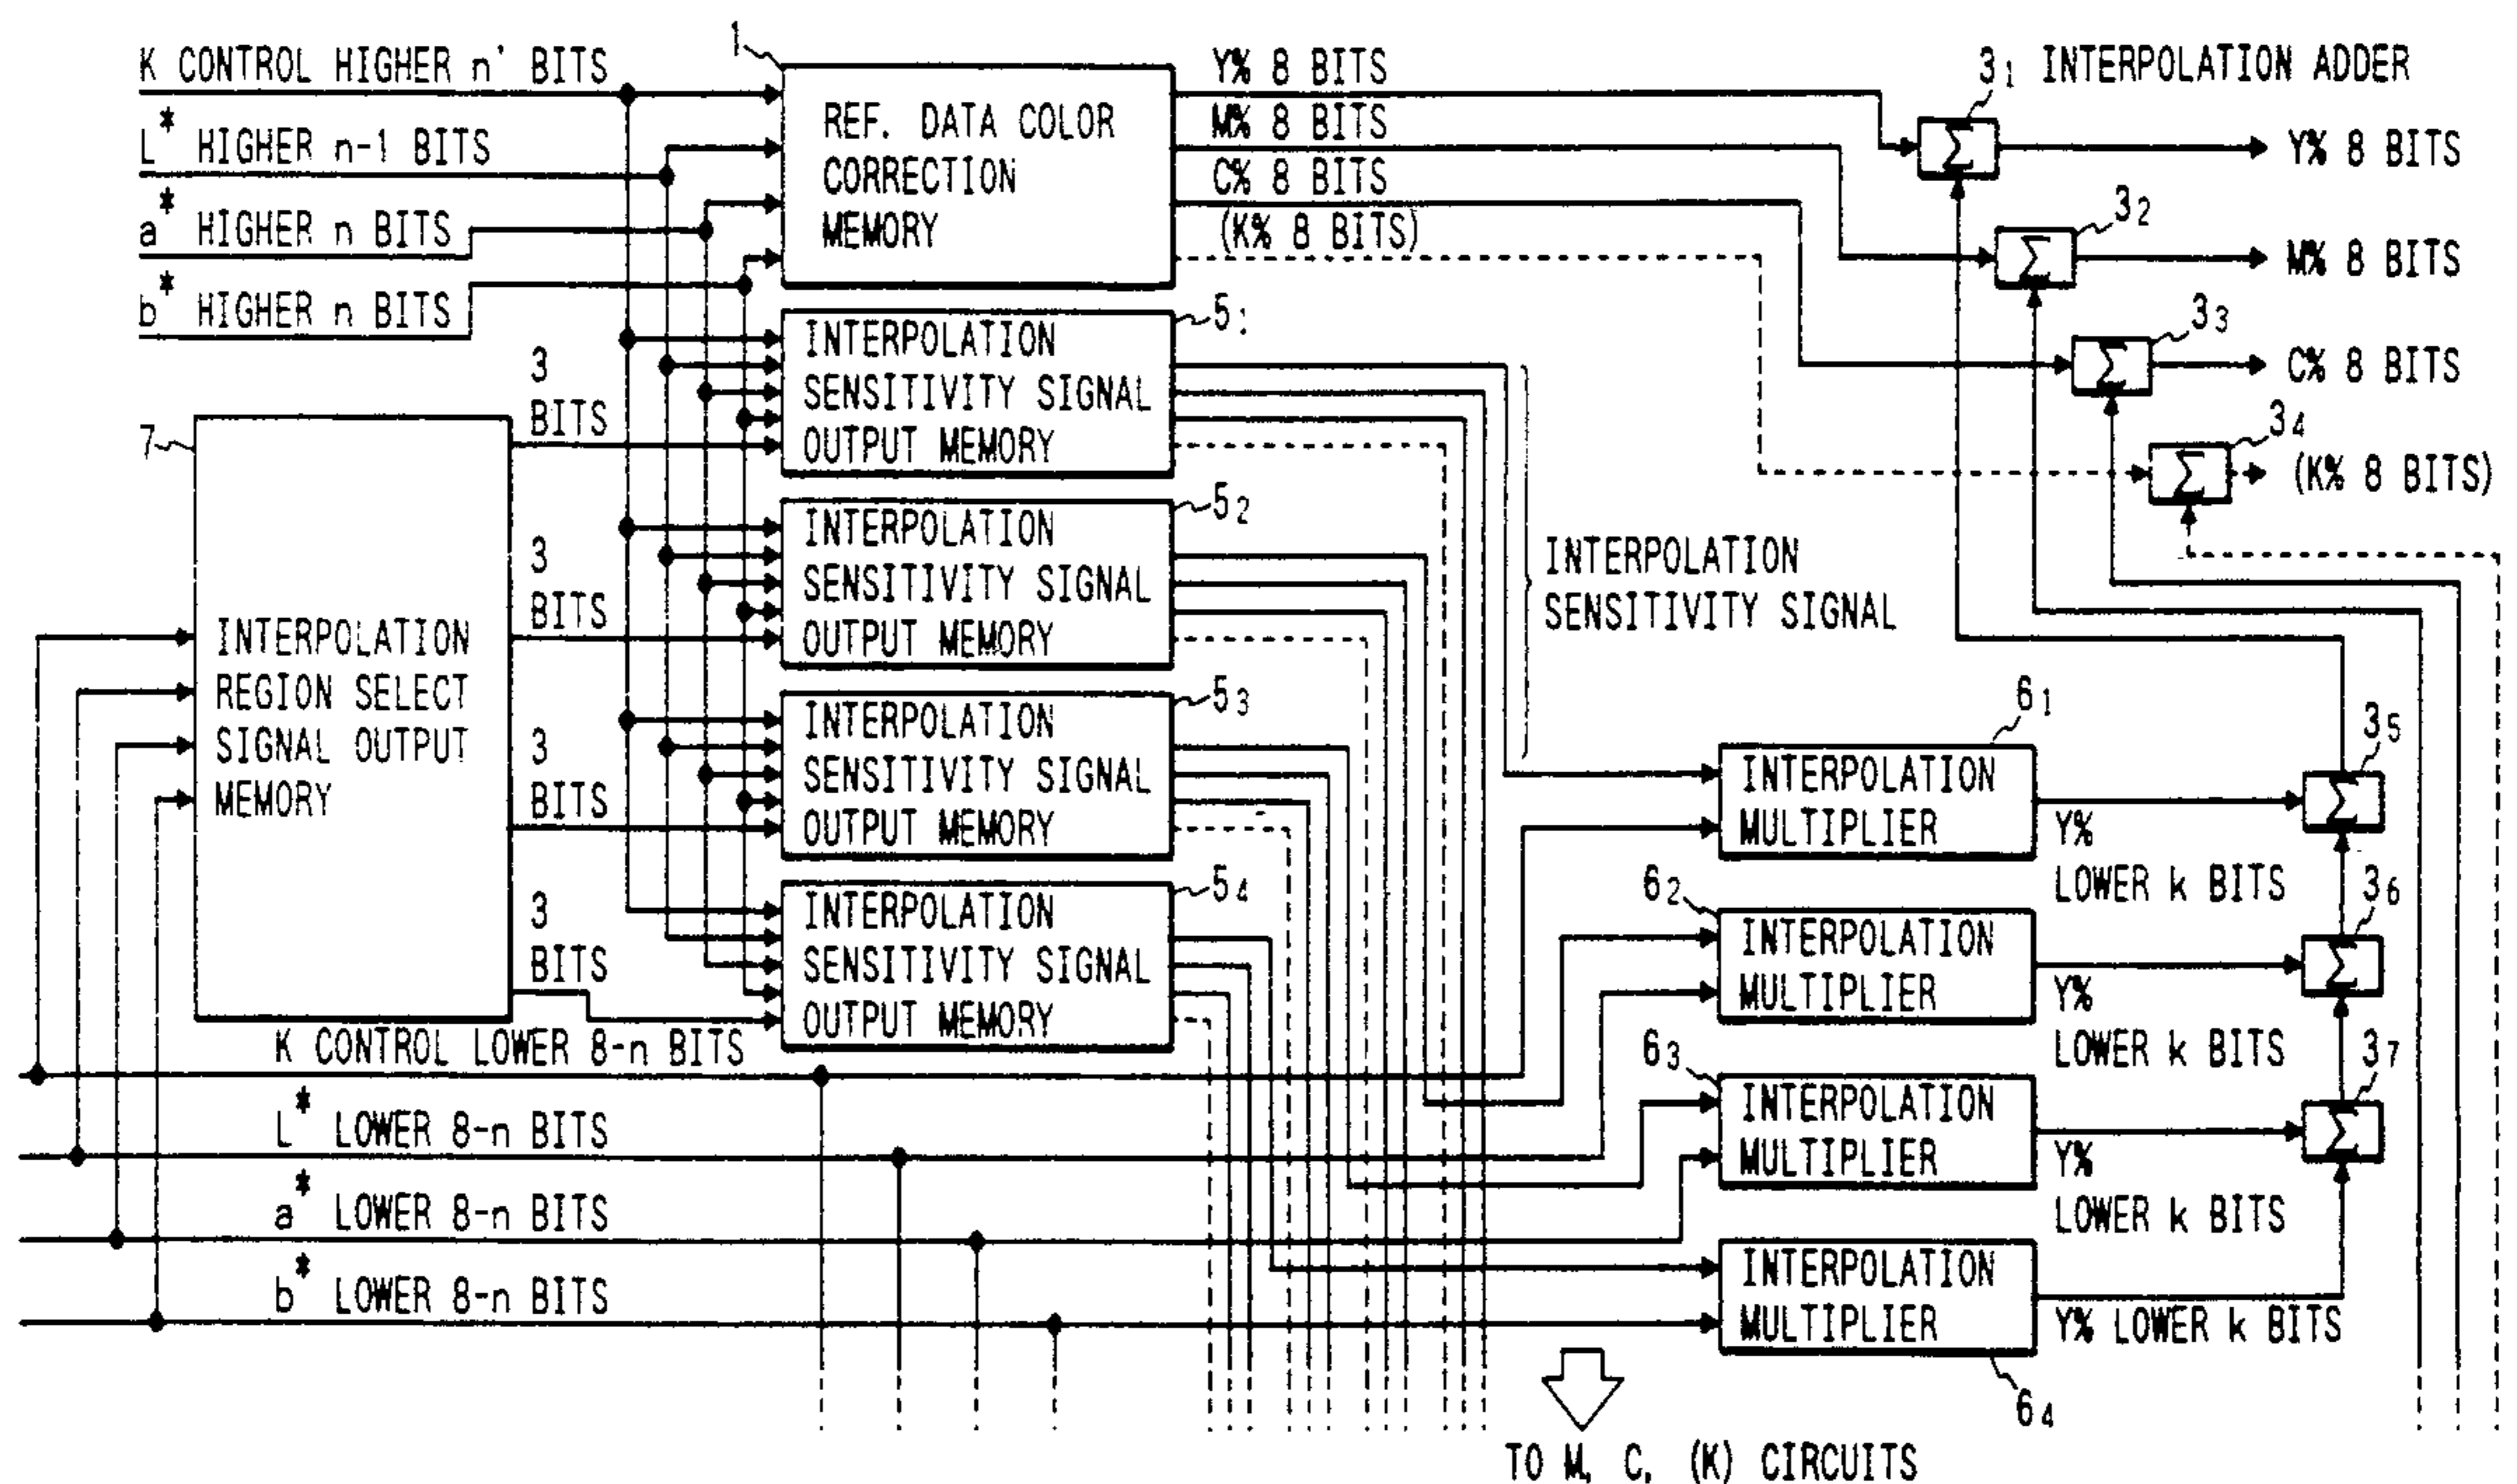 K CONTROL HIGHER n' BITS
L* HIGHER n-1 BITS
a* HIGHER n BITS
b* HIGHER n BITS
1
REF. DATA COLOR
CORRECTION
MEMORY
Y% 8 BITS
M% 8 BITS
C% 8 BITS
(K% 8 BITS)
31 INTERPOLATION ADDER
Y% 8 BITS
32
M% 8 BITS
33
C% 8 BITS
34
(K% 8 BITS)
3
BITS
3
BITS
3
BITS
3
BITS
7
INTERPOLATION
REGION SELECT
SIGNAL OUTPUT
MEMORY
51
INTERPOLATION
SENSITIVITY SIGNAL
OUTPUT MEMORY
52
INTERPOLATION
SENSITIVITY SIGNAL
OUTPUT MEMORY
53
INTERPOLATION
SENSITIVITY SIGNAL
OUTPUT MEMORY
54
INTERPOLATION
SENSITIVITY SIGNAL
OUTPUT MEMORY
INTERPOLATION
SENSITIVITY SIGNAL
61
INTERPOLATION
MULTIPLIER
Y%
LOWER k BITS
35
62
INTERPOLATION
MULTIPLIER
Y%
LOWER k BITS
36
63
INTERPOLATION
MULTIPLIER
Y%
LOWER k BITS
37
INTERPOLATION
MULTIPLIER
Y% LOWER k BITS
64
K CONTROL LOWER 8-n BITS
L* LOWER 8-n BITS
a* LOWER 8-n BITS
b* LOWER 8-n BITS
Σ
Σ
Σ
Σ
Σ
Σ
Σ
TO M, C, (K) CIRCUITS